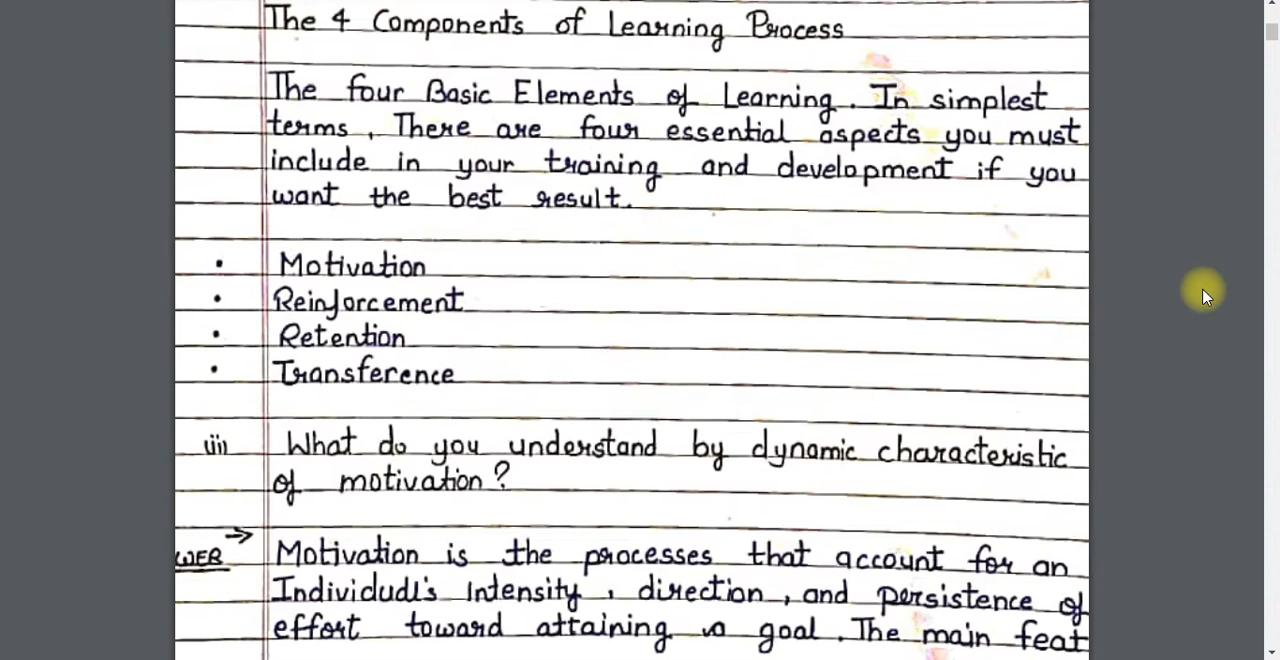 The 4 Components of Learning Process
The four Basic Elements of Learning. In simplest
terms, There are four essential aspects you must
include in your training and development if you
want the best result.
• Motivation
• Reinforcement
• Retention
• Transference
(iii) What do you understand by dynamic characteristic
of motivation?
WER → Motivation is the processes that account for an
Individudl's Intensity, direction, and persistence of
effort toward attaining a goal. The main feat